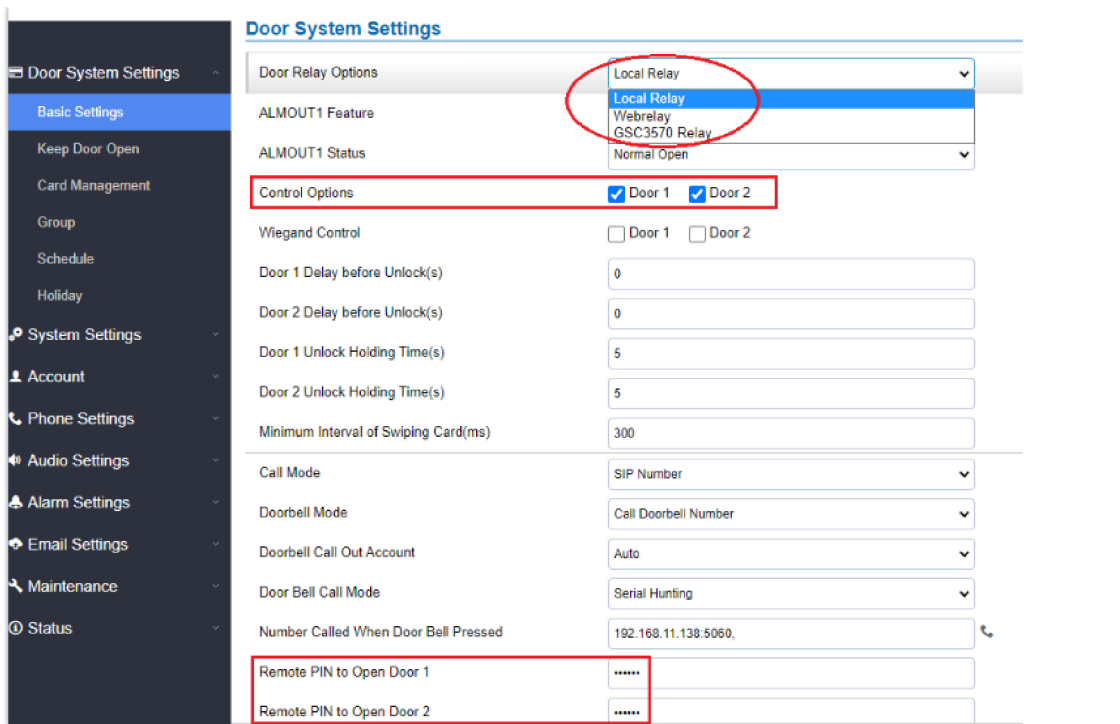 Door System Settings
Door System Settings
Basic Settings
Keep Door Open
Card Management
Group
Schedule
Holiday
System Settings
Account
Phone Settings
Audio Settings
Alarm Settings
Email Settings
Maintenance
Status
Door Relay Options Local Relay
Local Relay
Webrelay
GSC3570 Relay
ALMOUT1 Feature
ALMOUT1 Status Normal Open
Control Options Door 1 Door 2
Wiegand Control Door 1 Door 2
Door 1 Delay before Unlock(s) 0
Door 2 Delay before Unlock(s) 0
Door 1 Unlock Holding Time(s) 5
Door 2 Unlock Holding Time(s) 5
Minimum Interval of Swiping Card(ms) 300
Call Mode SIP Number
Doorbell Mode Call Doorbell Number
Doorbell Call Out Account Auto
Door Bell Call Mode Serial Hunting
Number Called When Door Bell Pressed 192.168.11.138:5060,
Remote PIN to Open Door 1 ••••••
Remote PIN to Open Door 2 ••••••